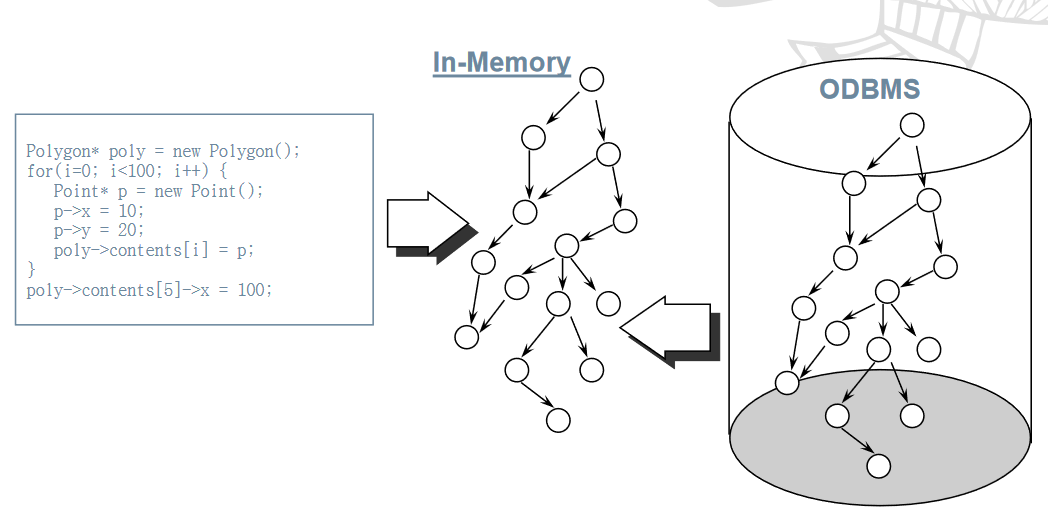 In-Memory
ODBMS
Polygon* poly = new Polygon();
for(i=0; i<100; i++) {
   Point* p = new Point();
   p->x = 10;
   p->y = 20;
   poly->contents[i] = p;
}
poly->contents[5]->x = 100;